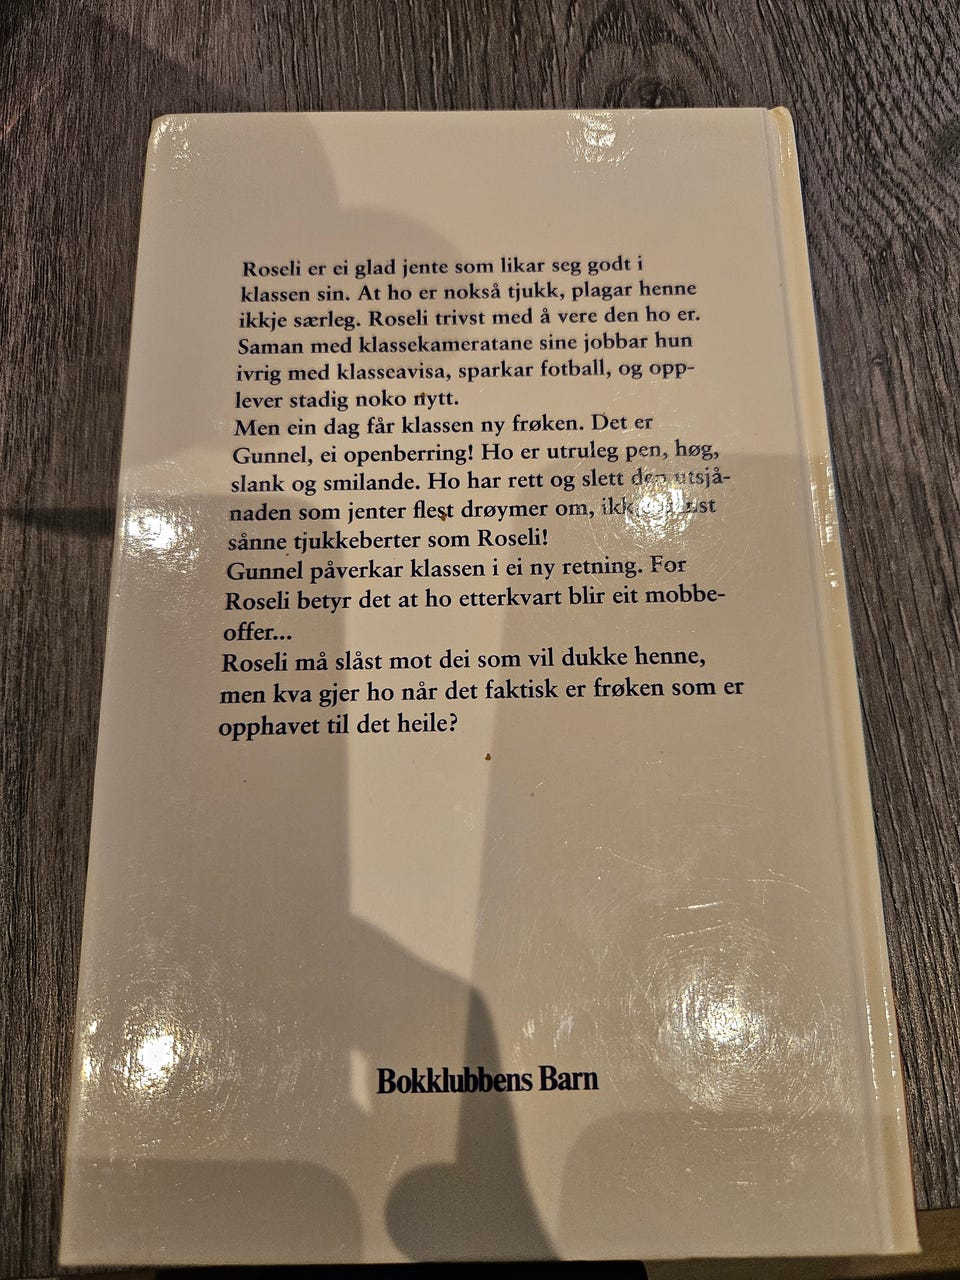 Roseli er ei glad jente som likar seg godt i
klassen sin. At ho er nokså tjukk, plagar henne
ikkje særleg. Roseli trivst med å vere den ho er.
Saman med klassekameratane sine jobbar hun
ivrig med klasseavisa, sparkar fotball, og opp-
lever stadig noko nytt.
Men ein dag får klassen ny frøken. Det er
Gunnel, ei openberring! Ho er utruleg pen, høg,
slank og smilande. Ho har rett og slett den utsjå-
naden som jenter flest drøymer om,
sånne tjukkeberter som Roseli!
Gunnel påverkar klassen i ei ny retning. For
Roseli betyr det at ho etterkvart blir eit mobbe-
offer...
Roseli må slåst mot dei som vil dukke henne,
men kva gjer ho når det faktisk er frøken som er
opphavet til det heile?
Bokklubbens Barn